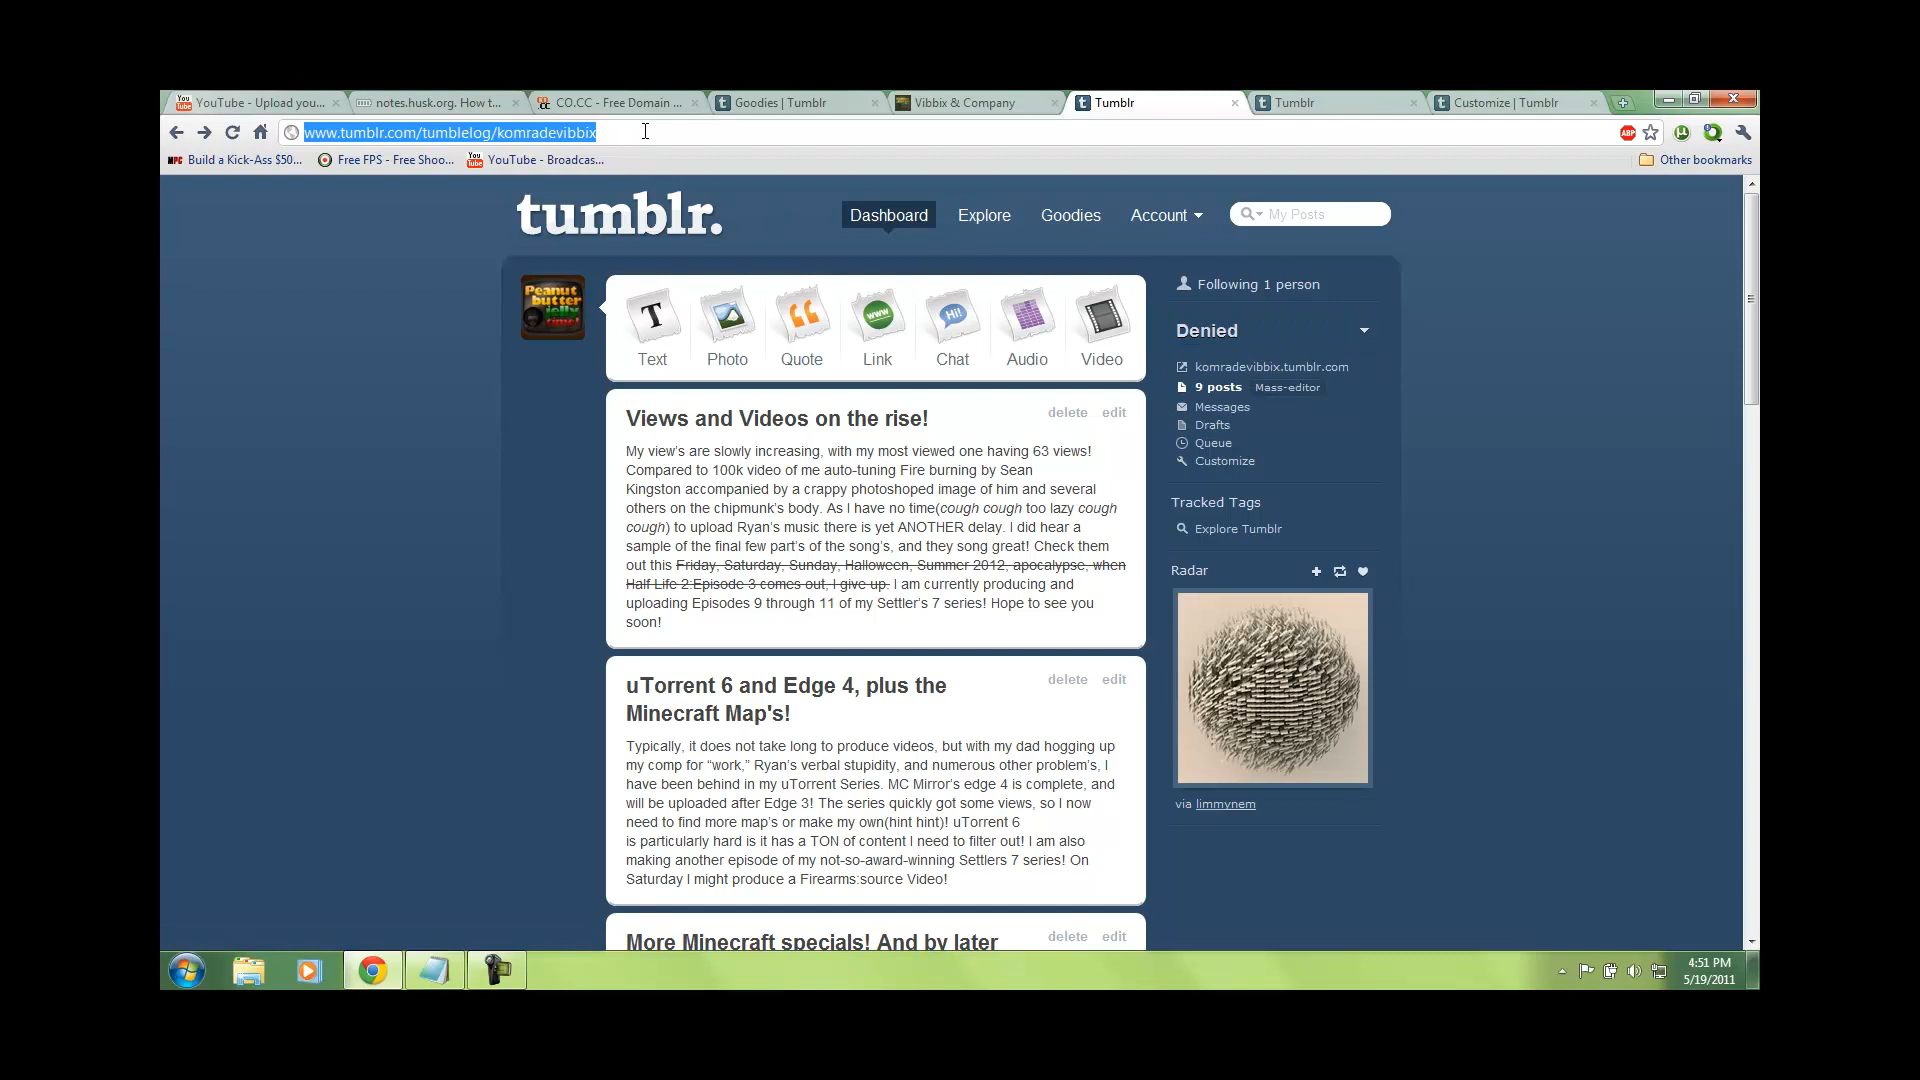 YouTube - Upload you...
notes.husk.org. How t...
CO.CC - Free Domain ...
Goodies | Tumblr
Vibbix & Company
Tumblr
Tumblr
Customize | Tumblr
www.tumblr.com/tumblelog/komradevibbix
ABP
Build a Kick-Ass $50...
Free FPS - Free Shoo...
YouTube - Broadcas...
Other bookmarks
tumblr.
Dashboard
Explore
Goodies
Account
My Posts
Peanut
butter
jelly
time!
Text
Photo
Quote
Link
Chat
Audio
Video
Following 1 person
Denied
komradevibbix.tumblr.com
9 posts Mass-editor
Messages
Drafts
Queue
Customize
Tracked Tags
Explore Tumblr
Radar
via limmynem
Views and Videos on the rise!
delete edit
My view's are slowly increasing, with my most viewed one having 63 views!
Compared to 100k video of me auto-tuning Fire burning by Sean
Kingston accompanied by a crappy photoshoped image of him and several
others on the chipmunk's body. As I have no time(cough cough too lazy cough
cough) to upload Ryan's music there is yet ANOTHER delay. I did hear a
sample of the final few part's of the song's, and they song great! Check them
out this Friday, Saturday, Sunday, Halloween, Summer 2012, apocalypse, when
Half Life 2:Episode 3 comes out, I give up. I am currently producing and
uploading Episodes 9 through 11 of my Settler's 7 series! Hope to see you
soon!
uTorrent 6 and Edge 4, plus the
Minecraft Map's!
delete edit
Typically, it does not take long to produce videos, but with my dad hogging up
my comp for "work," Ryan's verbal stupidity, and numerous other problem's, I
have been behind in my uTorrent Series. MC Mirror's edge 4 is complete, and
will be uploaded after Edge 3! The series quickly got some views, so I now
need to find more map's or make my own(hint hint)! uTorrent 6
is particularly hard is it has a TON of content I need to filter out! I am also
making another episode of my not-so-award-winning Settlers 7 series! On
Saturday I might produce a Firearms:source Video!
More Minecraft specials! And by later
delete edit
4:51 PM
5/19/2011